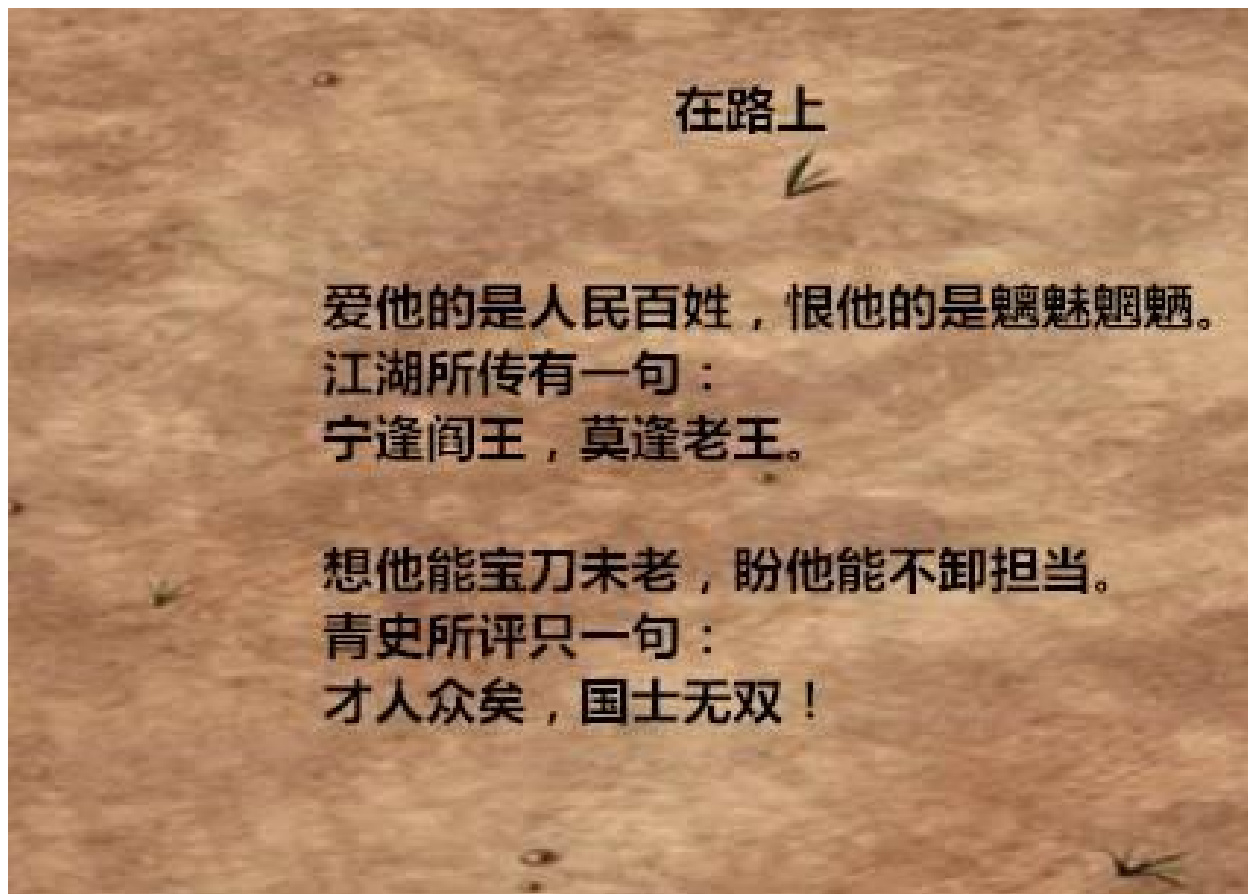 在路上
爱他的是人民百姓，恨他的是魑魅魍魉。
江湖所传有一句：
宁逢阎王，莫逢老王。
想他能宝刀未老，盼他能不卸担当。
青史所评只一句：
才人众矣，国士无双！